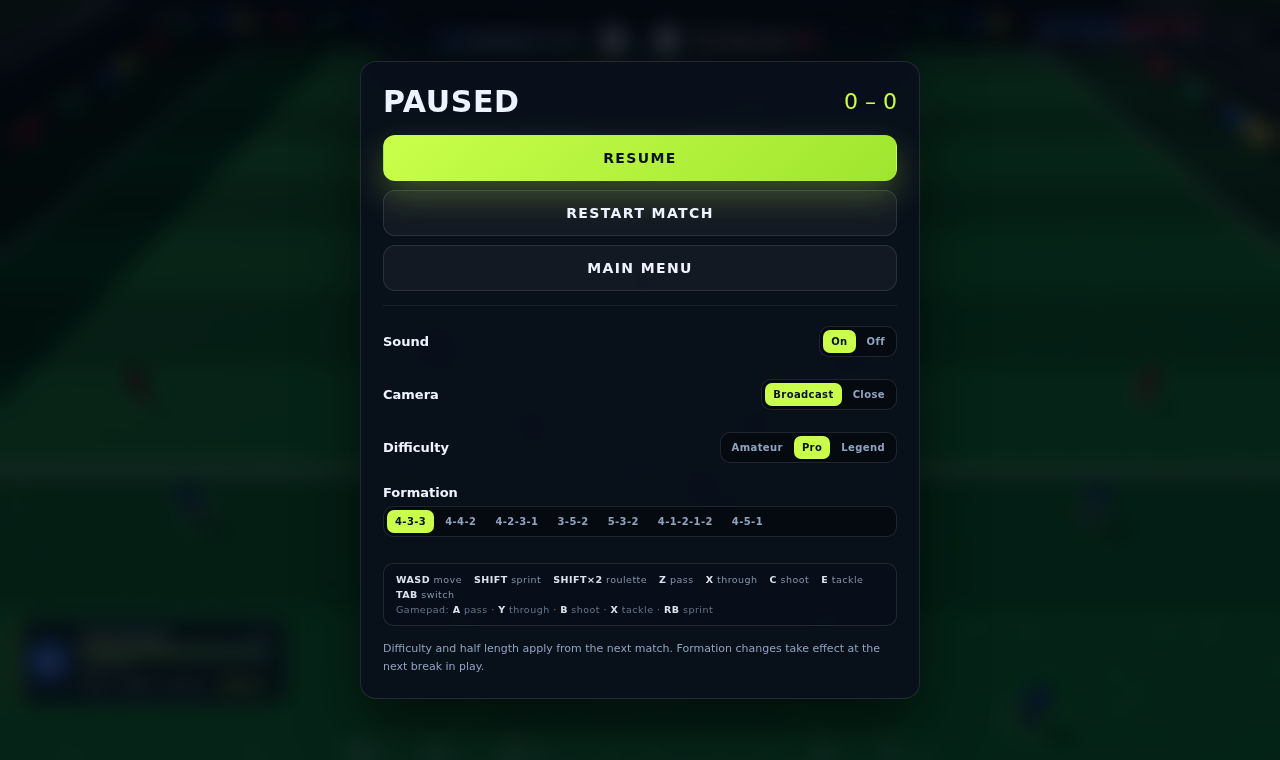 PAUSED
0 – 0
RESUME
RESTART MATCH
MAIN MENU
Sound
On Off
Camera
Broadcast Close
Difficulty
Amateur Pro Legend
Formation
4-3-3 4-4-2 4-2-3-1 3-5-2 5-3-2 4-1-2-1-2 4-5-1
WASD move SHIFT sprint SHIFT×2 roulette Z pass X through C shoot E tackle
TAB switch
Gamepad: A pass · Y through · B shoot · X tackle · RB sprint
Difficulty and half length apply from the next match. Formation changes take effect at the
next break in play.